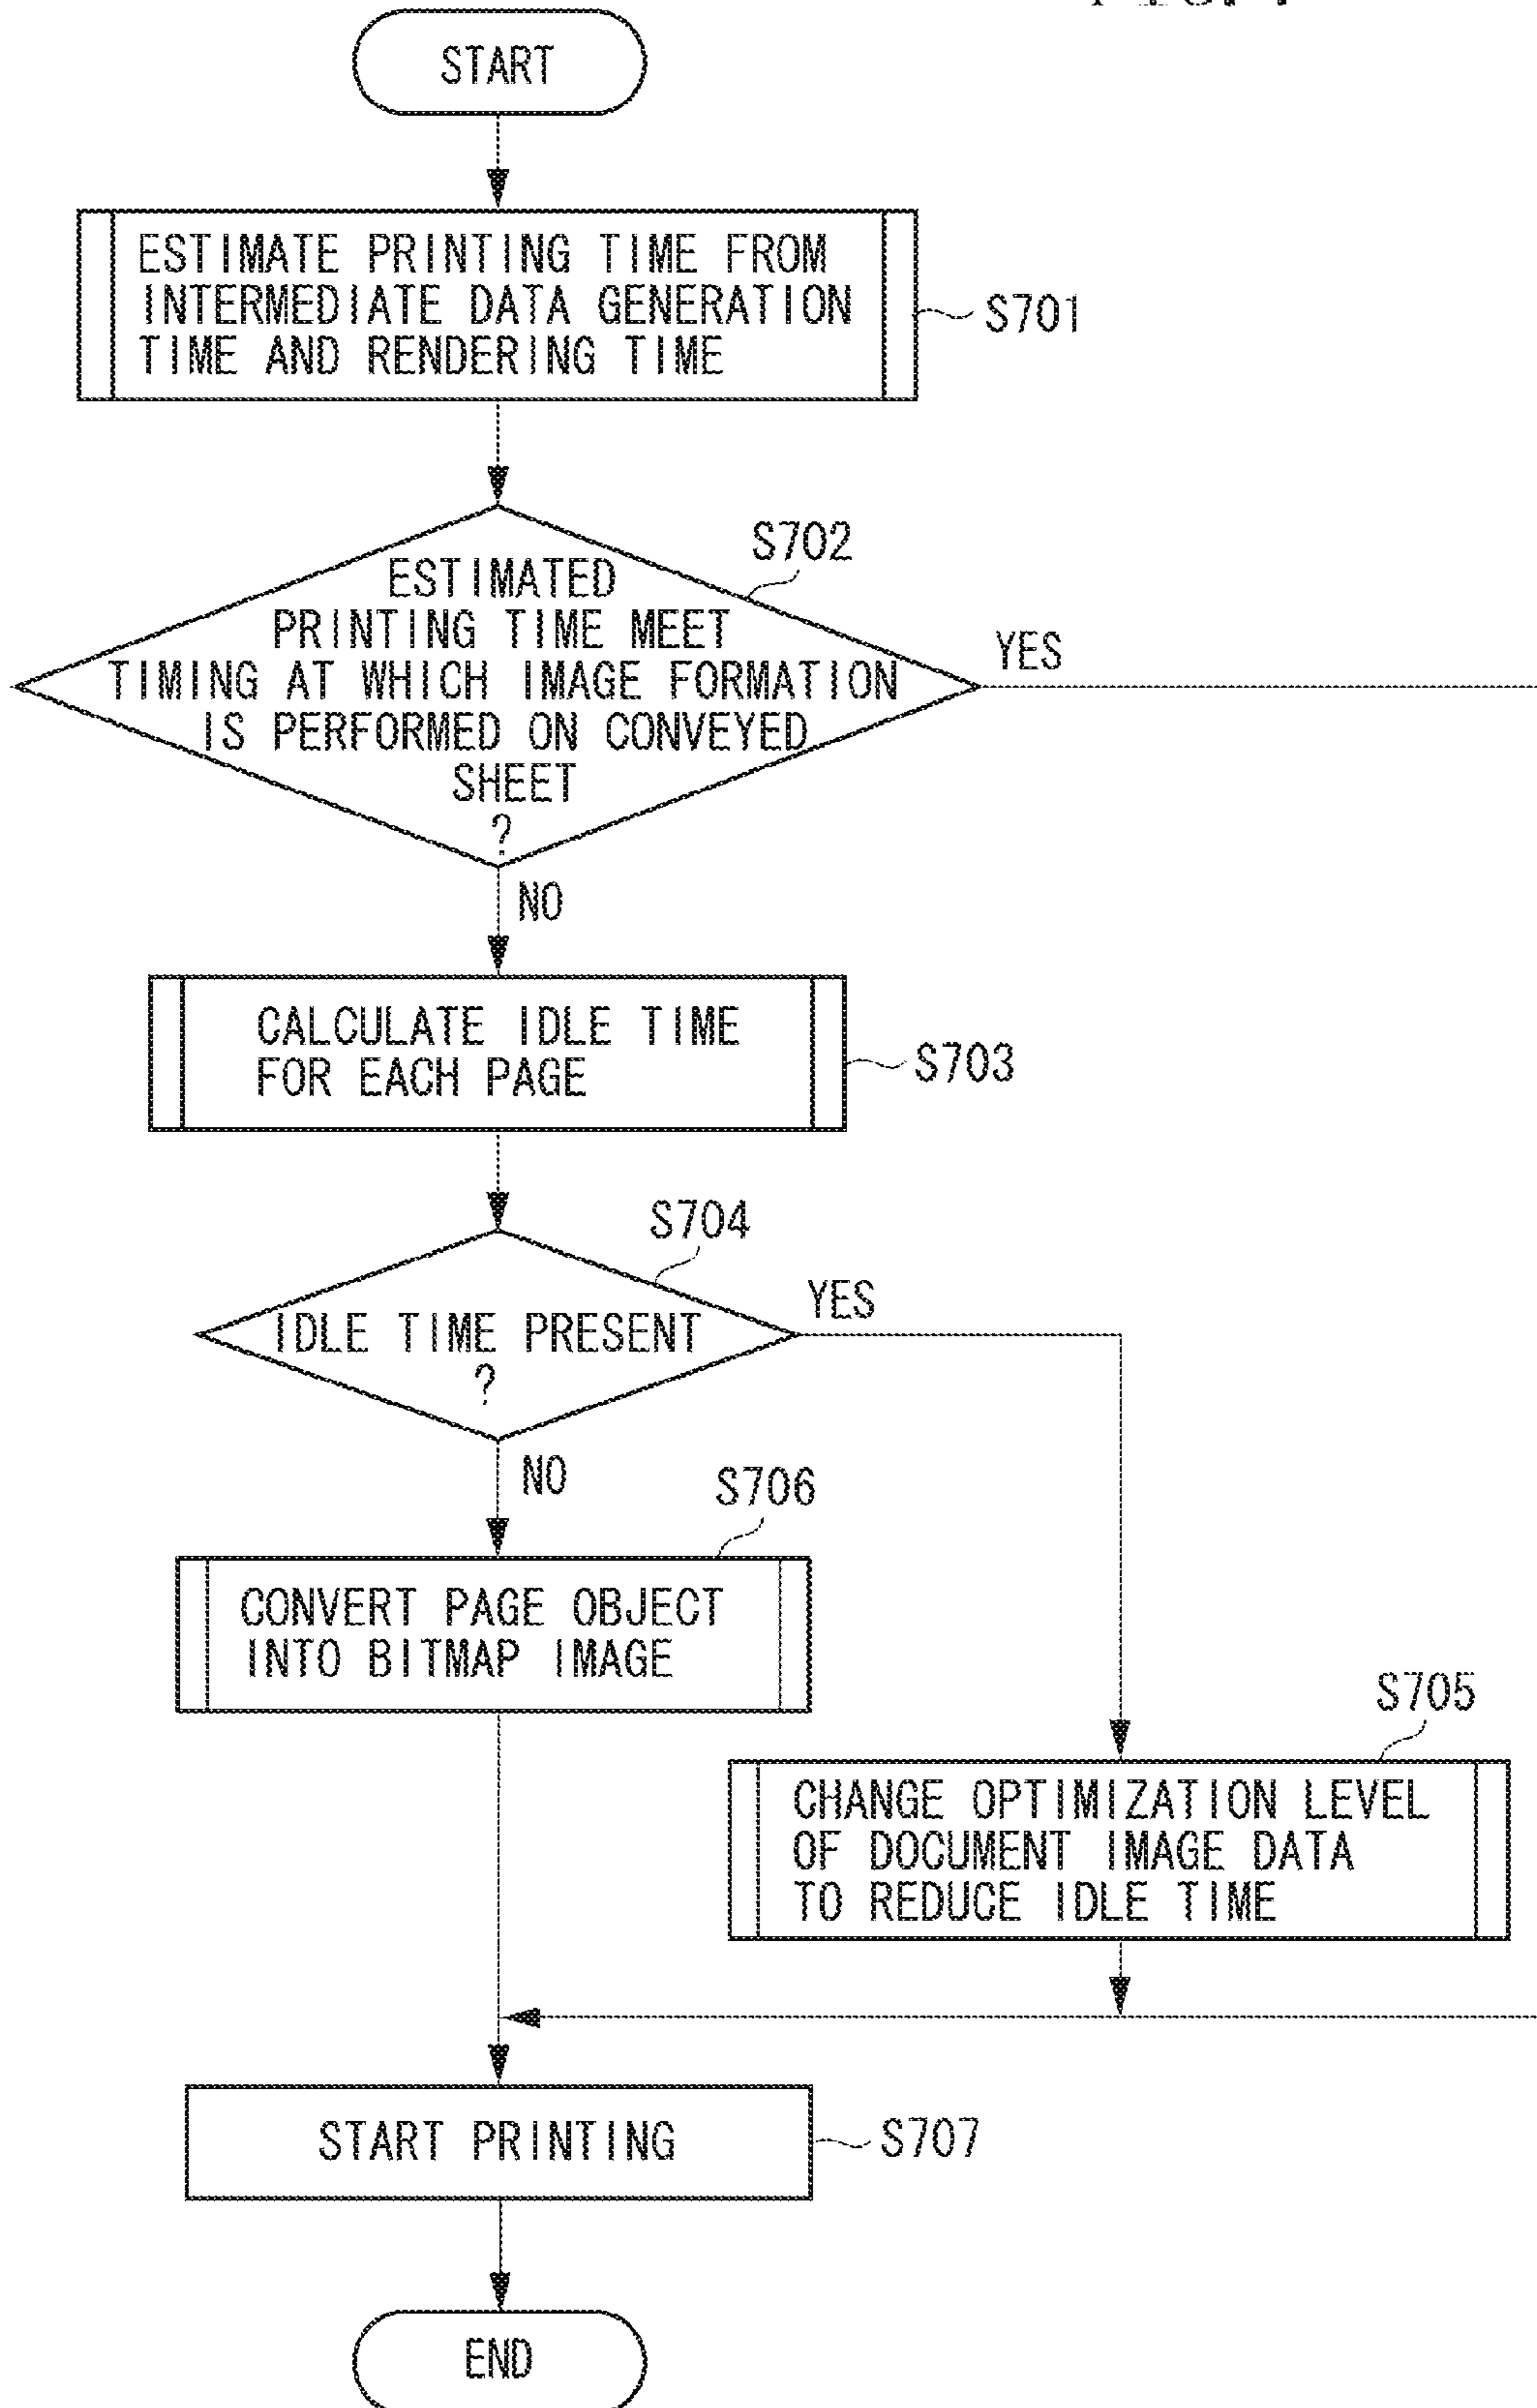 START
ESTIMATE PRINTING TIME FROM
INTERMEDIATE DATA GENERATION
TIME AND RENDERING TIME
S701
S702
ESTIMATED
PRINTING TIME MEET
TIMING AT WHICH IMAGE FORMATION
IS PERFORMED ON CONVEYED
SHEET
?
YES
NO
CALCULATE IDLE TIME
FOR EACH PAGE
S703
S704
IDLE TIME PRESENT
?
YES
NO
S706
CONVERT PAGE OBJECT
INTO BITMAP IMAGE
S705
CHANGE OPTIMIZATION LEVEL
OF DOCUMENT IMAGE DATA
TO REDUCE IDLE TIME
START PRINTING
S707
END